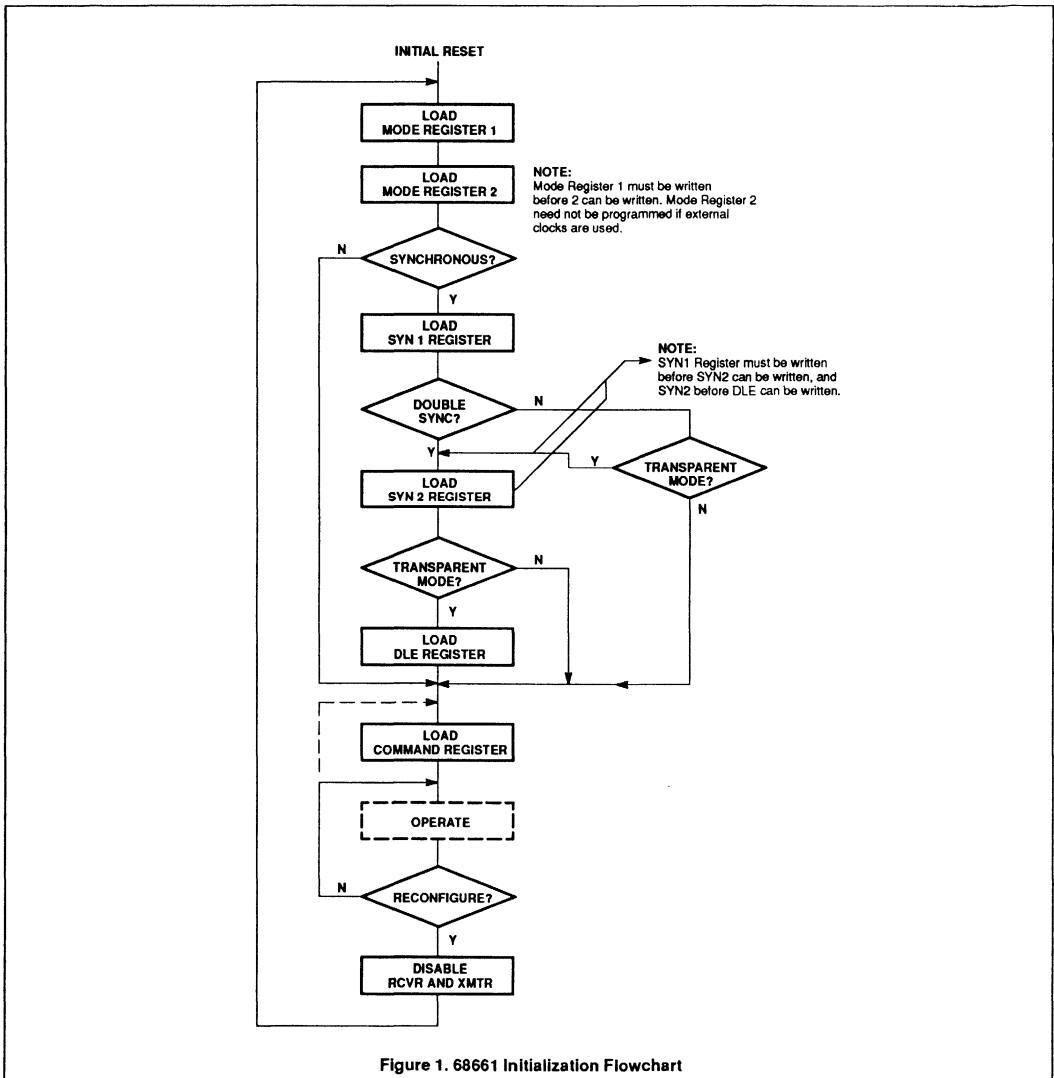 INITIAL RESET
LOAD
MODE REGISTER 1
LOAD
MODE REGISTER 2
NOTE:
Mode Register 1 must be written
before 2 can be written. Mode Register 2
need not be programmed if external
clocks are used.
N
SYNCHRONOUS?
Y
LOAD
SYN 1 REGISTER
NOTE:
SYN1 Register must be written
before SYN2 can be written, and
SYN2 before DLE can be written.
DOUBLE
SYNC?
N
Y
Y
TRANSPARENT
MODE?
N
LOAD
SYN 2 REGISTER
TRANSPARENT
MODE?
N
Y
LOAD
DLE REGISTER
LOAD
COMMAND REGISTER
OPERATE
N
RECONFIGURE?
Y
DISABLE
RCVR AND XMTR
Figure 1. 68661 Initialization Flowchart